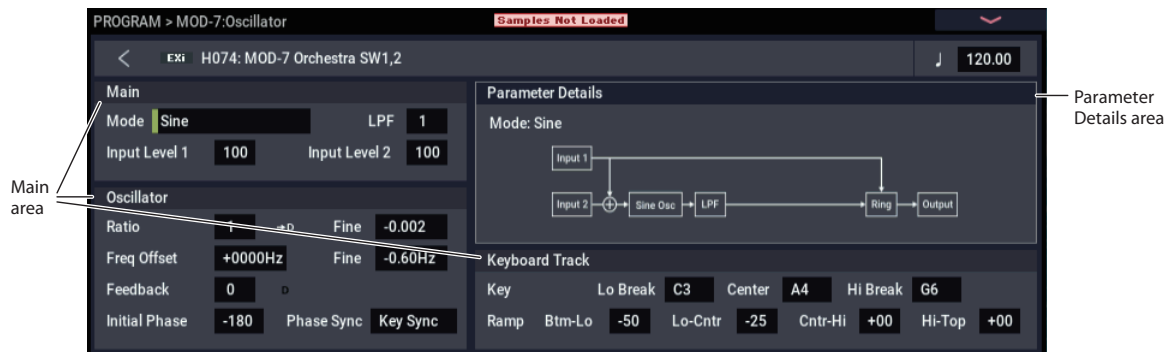 PROGRAM > MOD-7:Oscillator
Samples Not Loaded
EXi H074: MOD-7 Orchestra SW1,2
♩ 120.00
Main
Mode Sine LPF 1
Input Level 1 100 Input Level 2 100
Oscillator
Ratio 1 →D Fine -0.002
Freq Offset +0000Hz Fine -0.60Hz
Feedback 0 D
Initial Phase -180 Phase Sync Key Sync
Parameter Details
Mode: Sine
Input 1
Input 2 + Sine Osc LPF Ring Output
Keyboard Track
Key Lo Break C3 Center A4 Hi Break G6
Ramp Btm-Lo -50 Lo-Cntr -25 Cntr-Hi +00 Hi-Top +00
Main
area
Parameter
Details area